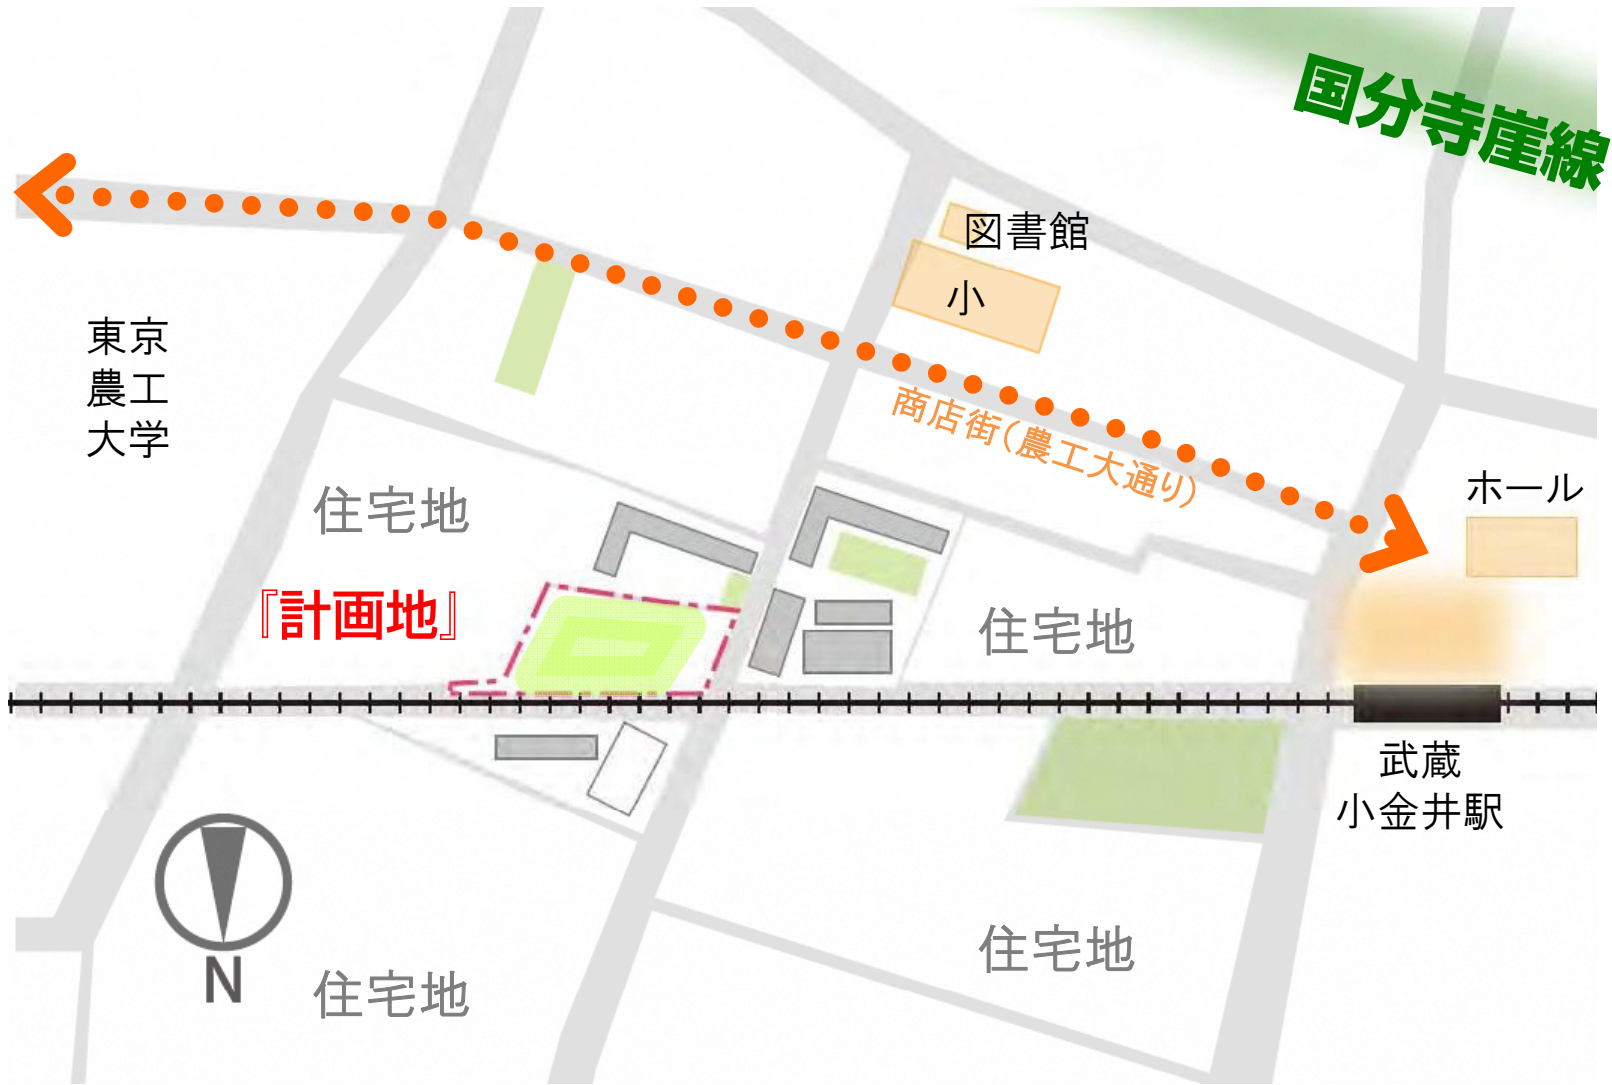 国分寺崖線
図書館
小
東京
農工
大学
商店街(農工大通り)
ホール
住宅地
『計画地』
住宅地
武蔵
小金井駅
住宅地
N
住宅地